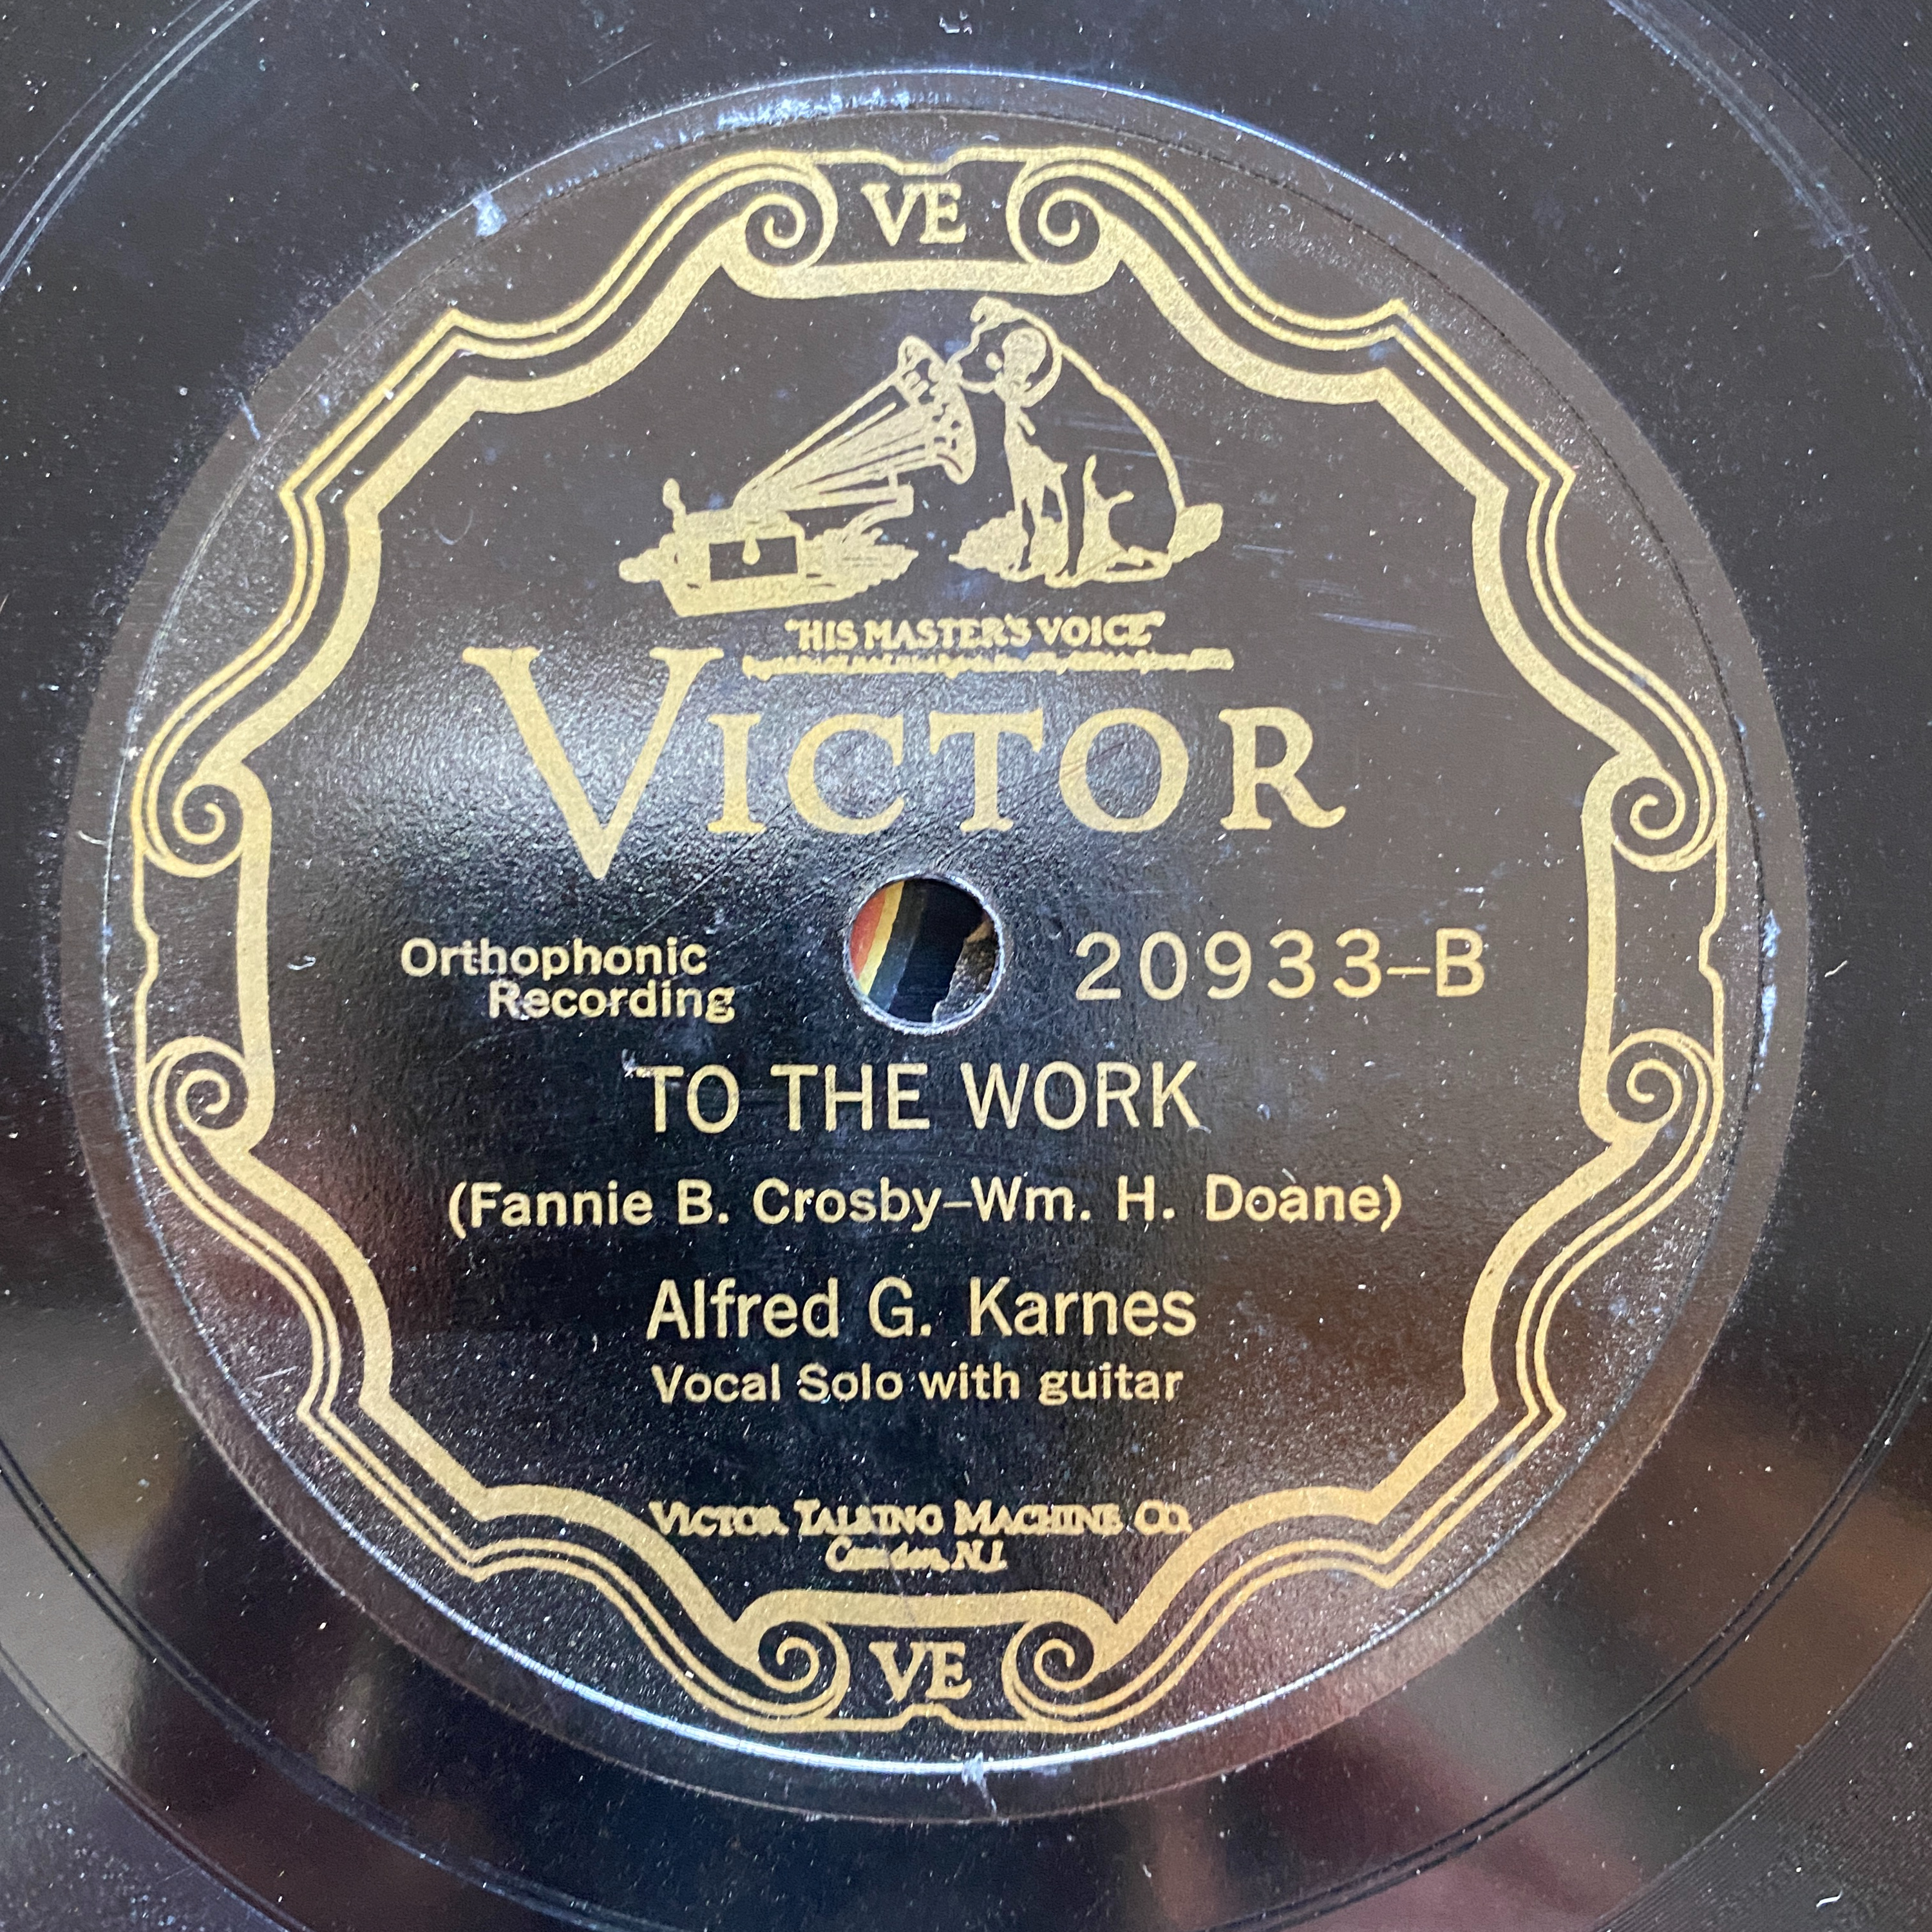 VE
"HIS MASTER'S VOICE"
VICTOR
Orthophonic
Recording
20933-B
TO THE WORK
(Fannie B. Crosby-Wm. H. Doane)
Alfred G. Karnes
Vocal Solo with guitar
VICTOR TALKING MACHINE CO.
Camden, N.J.
VE